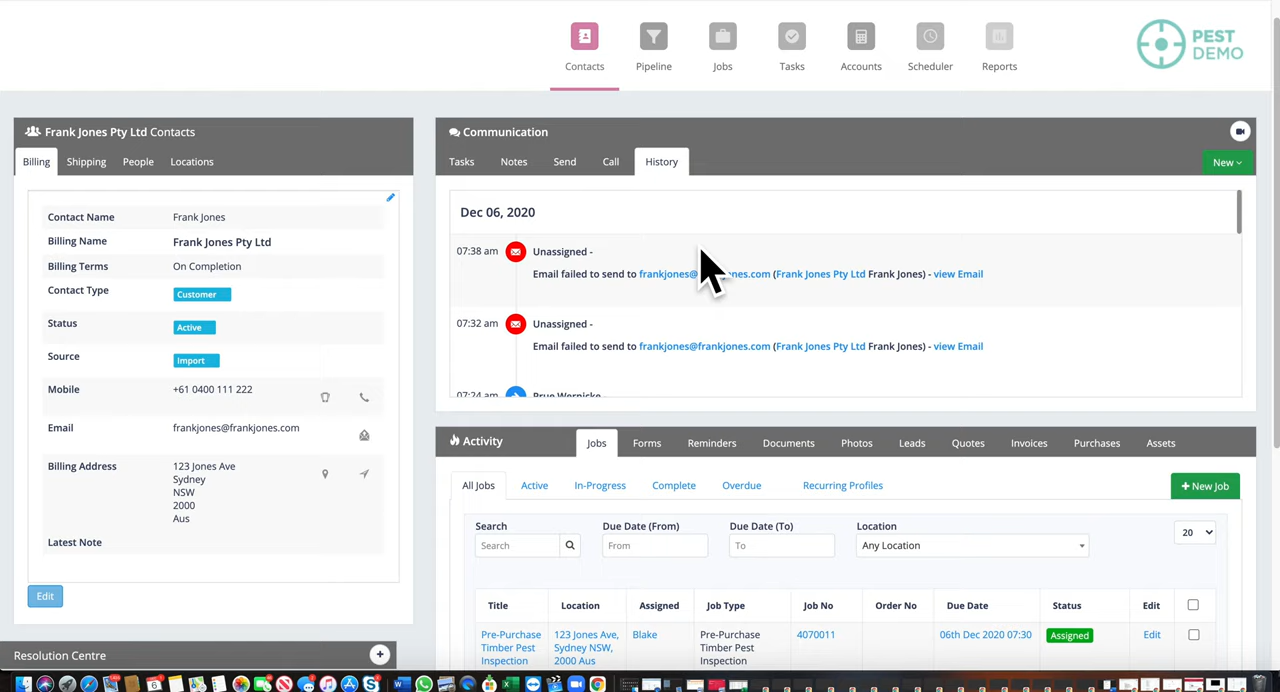 Contacts
Pipeline
Jobs
Tasks
Accounts
Scheduler
Reports
PEST
DEMO
Frank Jones Pty Ltd Contacts
Billing
Shipping
People
Locations
Contact Name Frank Jones
Billing Name Frank Jones Pty Ltd
Billing Terms On Completion
Contact Type Customer
Status Active
Source Import
Mobile +61 0400 111 222
Email frankjones@frankjones.com
Billing Address 123 Jones Ave
Sydney
NSW
2000
Aus
Latest Note
Edit
Resolution Centre
Communication
Tasks
Notes
Send
Call
History
New
Dec 06, 2020
07:38 am Unassigned -
Email failed to send to frankjones@ nes.com (Frank Jones Pty Ltd Frank Jones) - view Email
07:32 am Unassigned -
Email failed to send to frankjones@frankjones.com (Frank Jones Pty Ltd Frank Jones) - view Email
07:24 am Prue Wernicke
Activity
Jobs
Forms
Reminders
Documents
Photos
Leads
Quotes
Invoices
Purchases
Assets
All Jobs
Active
In-Progress
Complete
Overdue
Recurring Profiles
+ New Job
Search Due Date (From) Due Date (To) Location
Search From To Any Location 20
Title Location Assigned Job Type Job No Order No Due Date Status Edit
Pre-Purchase 123 Jones Ave, Blake Pre-Purchase 4070011 06th Dec 2020 07:30 Assigned Edit
Timber Pest Sydney NSW, Timber Pest
Inspection 2000 Aus Inspection